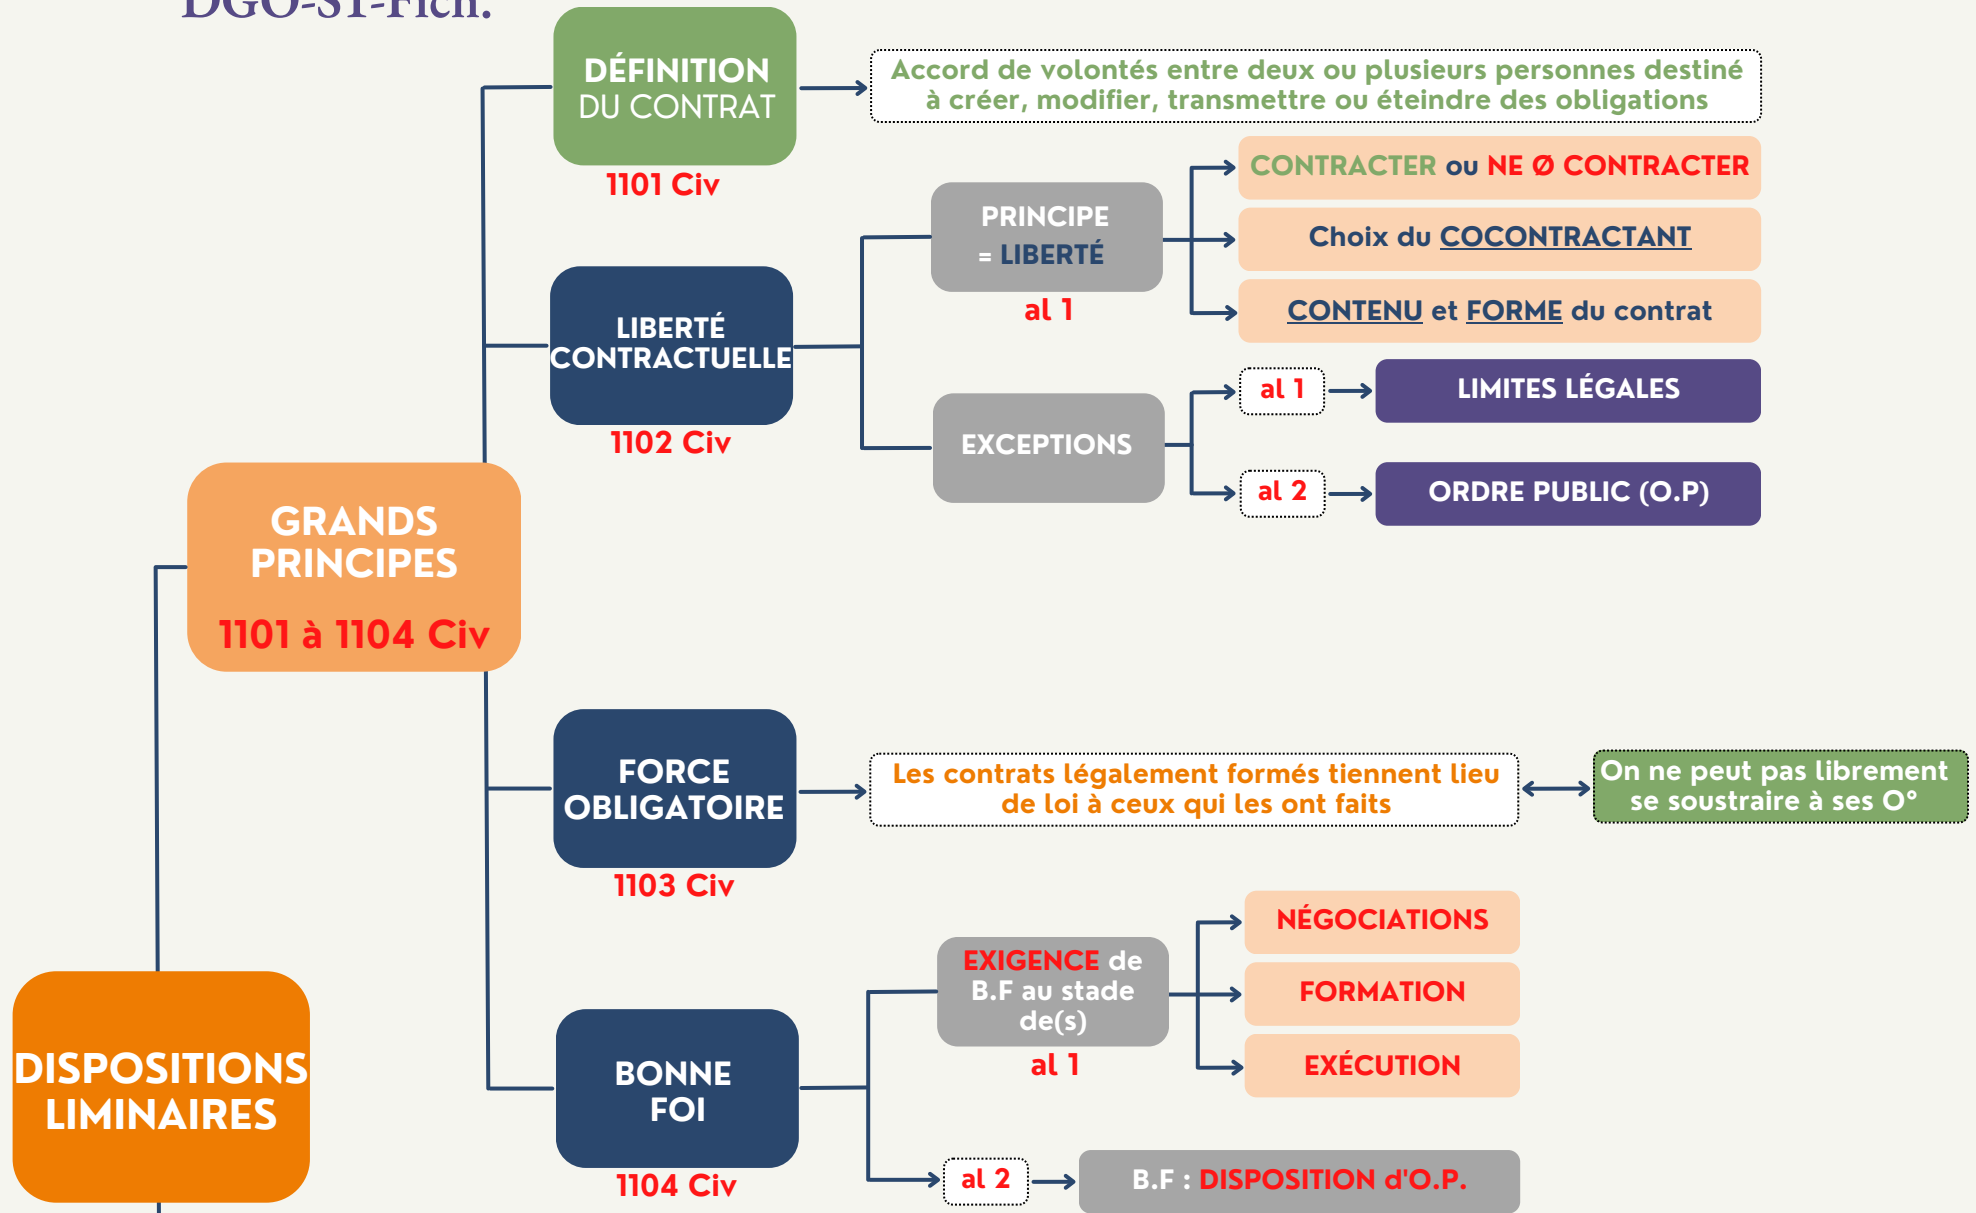 DGO-ST-Fich.
DÉFINITION
DU CONTRAT
1101 Civ
Accord de volontés entre deux ou plusieurs personnes destiné
à créer, modifier, transmettre ou éteindre des obligations
LIBERTÉ
CONTRACTUELLE
1102 Civ
PRINCIPE
= LIBERTÉ
al 1
CONTRACTER ou NE Ø CONTRACTER
Choix du COCONTRACTANT
CONTENU et FORME du contrat
EXCEPTIONS
al 1
LIMITES LÉGALES
al 2
ORDRE PUBLIC (O.P)
GRANDS
PRINCIPES
1101 à 1104 Civ
FORCE
OBLIGATOIRE
1103 Civ
Les contrats légalement formés tiennent lieu
de loi à ceux qui les ont faits
On ne peut pas librement
se soustraire à ses O°
BONNE
FOI
1104 Civ
EXIGENCE de
B.F au stade
de(s)
al 1
NÉGOCIATIONS
FORMATION
EXÉCUTION
al 2
B.F : DISPOSITION d'O.P.
DISPOSITIONS
LIMINAIRES